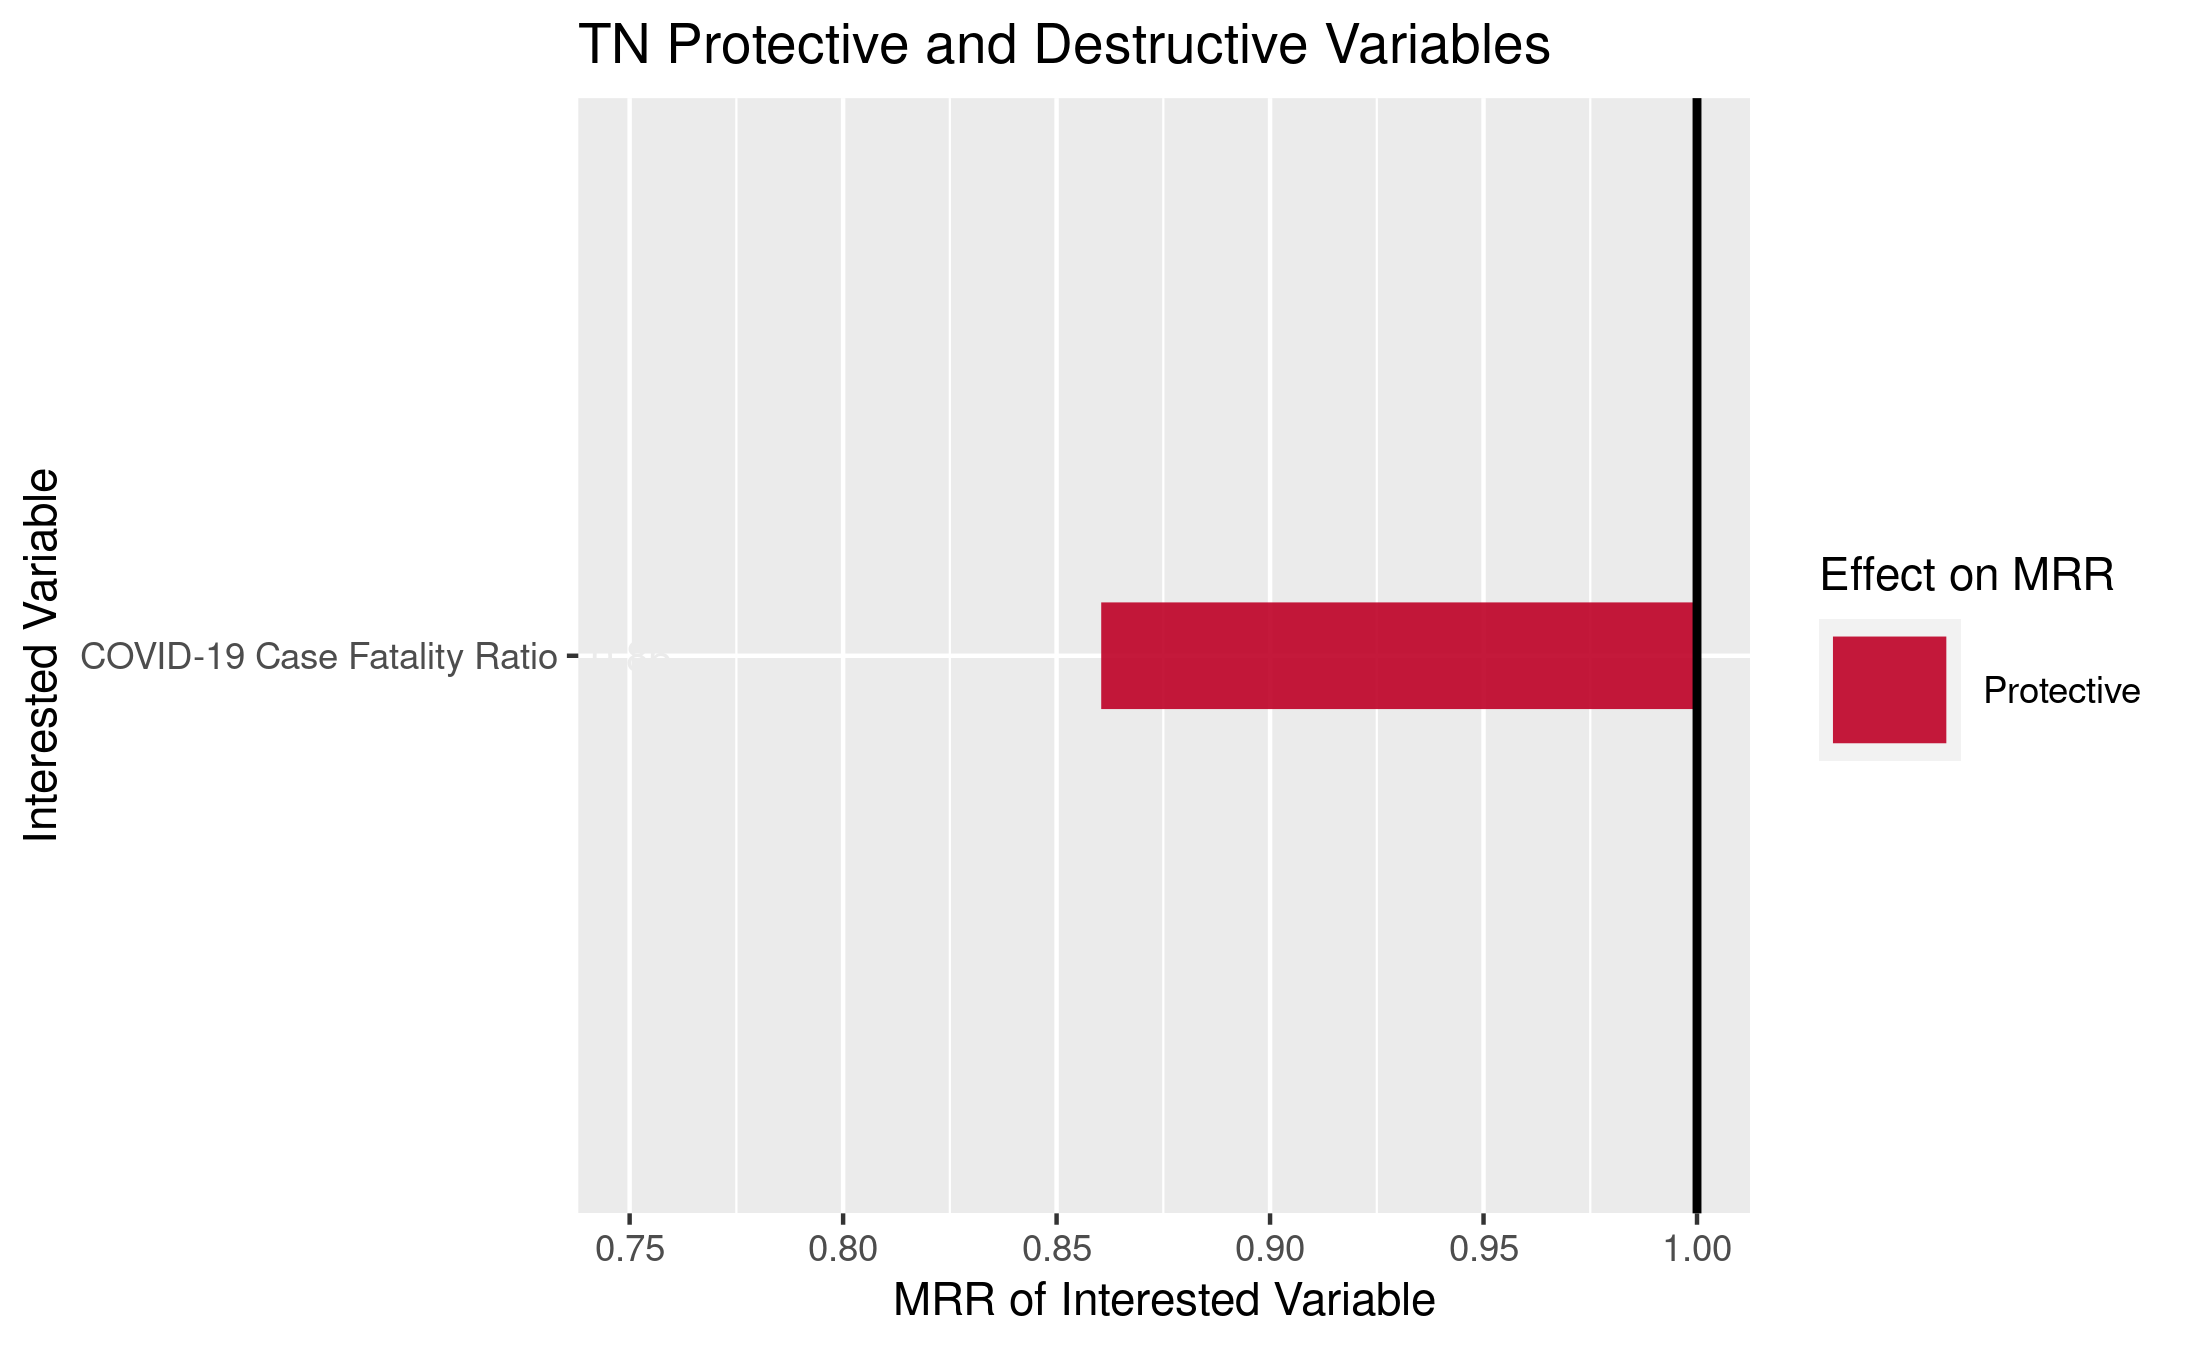 TN Protective and Destructive Variables
Interested Variable
COVID-19 Case Fatality Ratio
Effect on MRR
Protective
0.75 0.80 0.85 0.90 0.95 1.00
MRR of Interested Variable